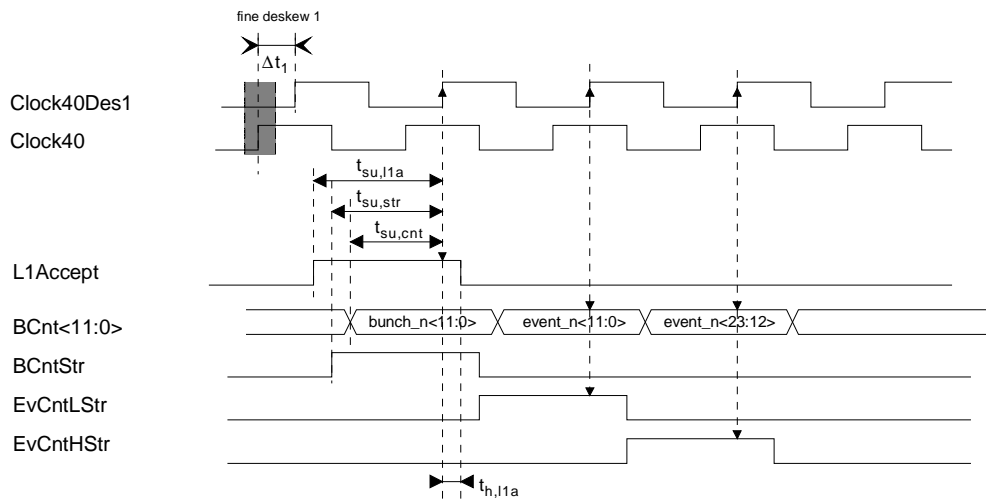 fine deskew 1
Δt1
Clock40Des1
Clock40
tsu,l1a
tsu,str
tsu,cnt
L1Accept
BCnt<11:0>
bunch_n<11:0>
event_n<11:0>
event_n<23:12>
BCntStr
EvCntLStr
EvCntHStr
th,l1a